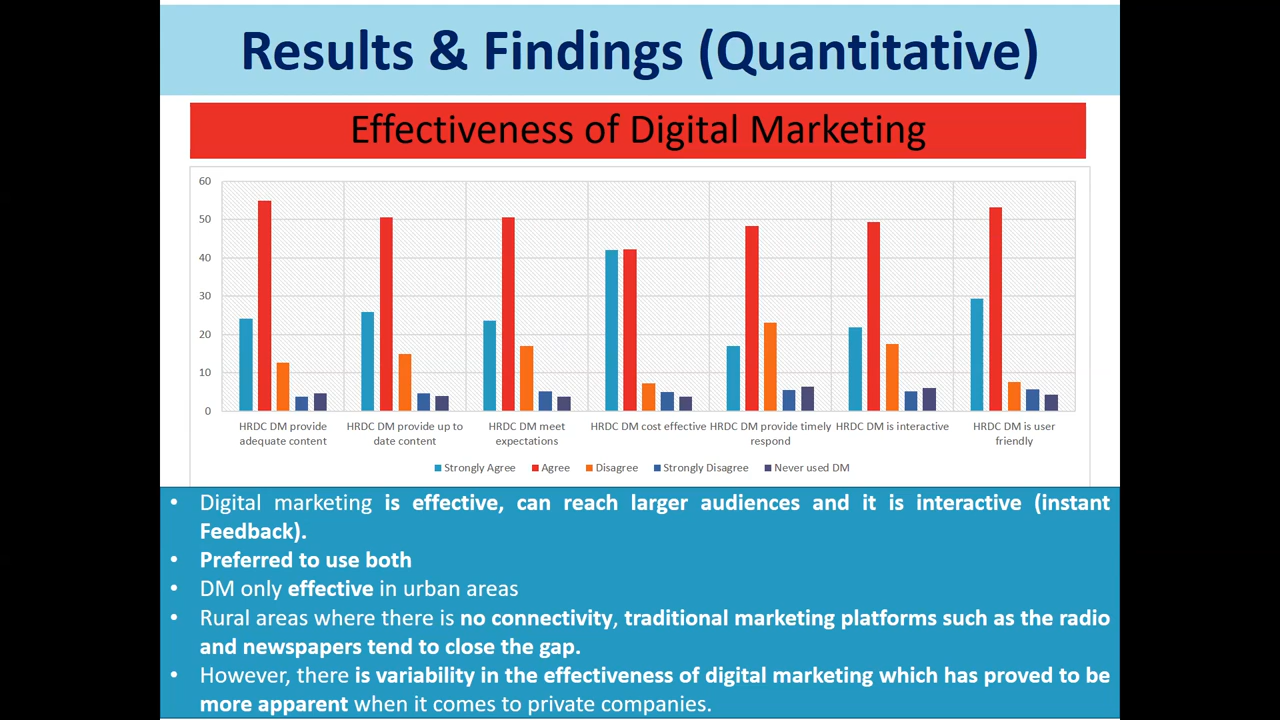 Results & Findings (Quantitative)
Effectiveness of Digital Marketing
60
50
40
30
20
10
0
HRDC DM provide adequate content
HRDC DM provide up to date content
HRDC DM meet expectations
HRDC DM cost effective
HRDC DM provide timely respond
HRDC DM is interactive
HRDC DM is user friendly
Strongly Agree Agree Disagree Strongly Disagree Never used DM
• Digital marketing is effective, can reach larger audiences and it is interactive (instant
Feedback).
• Preferred to use both
• DM only effective in urban areas
• Rural areas where there is no connectivity, traditional marketing platforms such as the radio
and newspapers tend to close the gap.
• However, there is variability in the effectiveness of digital marketing which has proved to be
more apparent when it comes to private companies.